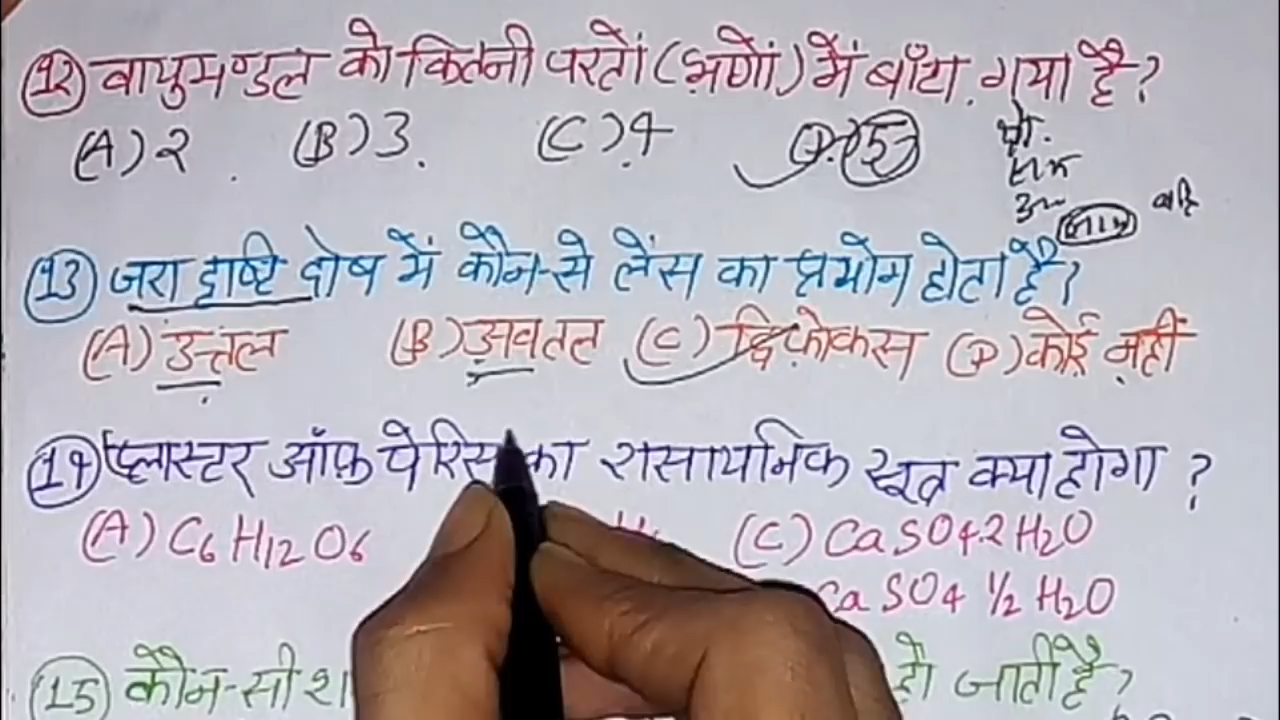 12 वायुमण्डल को कितनी परतों (भणों) में बाँटा गया है?
(A) 2 (B) 3 (C) 4 (D) 5
13 जरा दृष्टि दोष में कौन-से लेंस का प्रयोग होता है?
(A) उत्तल (B) अवतल (C) द्विफ़ोकस (D) कोई नहीं
14 प्लास्टर ऑफ़ पेरिस का रासायनिक सूत्र क्या होगा ?
(A) C6H12O6 (C) CaSO4.2H2O
CaSO4 1/2 H2O
15 कौन-सी हो जाती है?